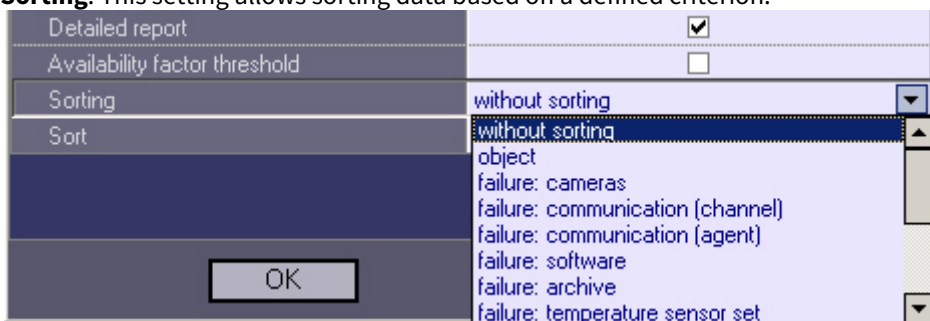 Sorting. This setting allows sorting data based on a defined criterion.
Detailed report
Availability factor threshold
Sorting without sorting
Sort without sorting
object
failure: cameras
failure: communication (channel)
failure: communication (agent)
failure: software
OK
failure: archive
failure: temperature sensor set